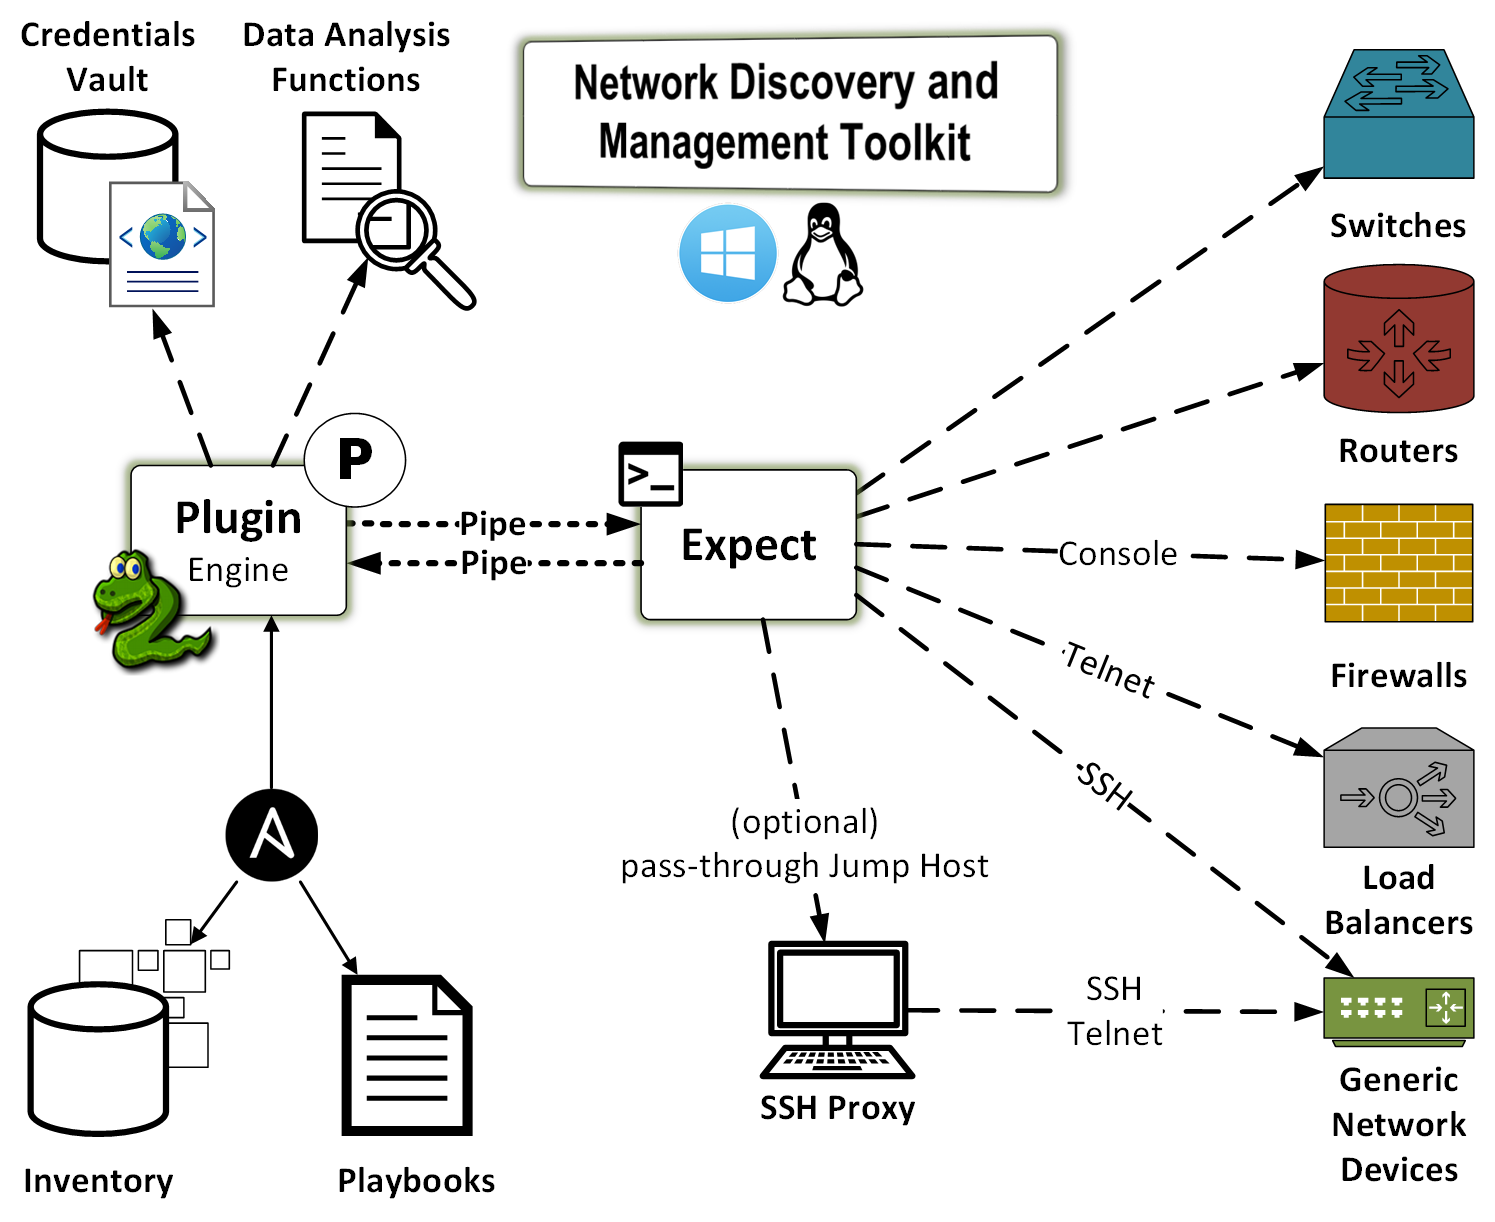 Credentials
Vault
Data Analysis
Functions
Network Discovery and
Management Toolkit
Switches
Routers
P
Plugin
Engine
Pipe
Pipe
>_
Expect
Console
Firewalls
Telnet
SSH
(optional)
pass-through Jump Host
Load
Balancers
SSH
Telnet
SSH Proxy
Generic
Network
Devices
Inventory
Playbooks